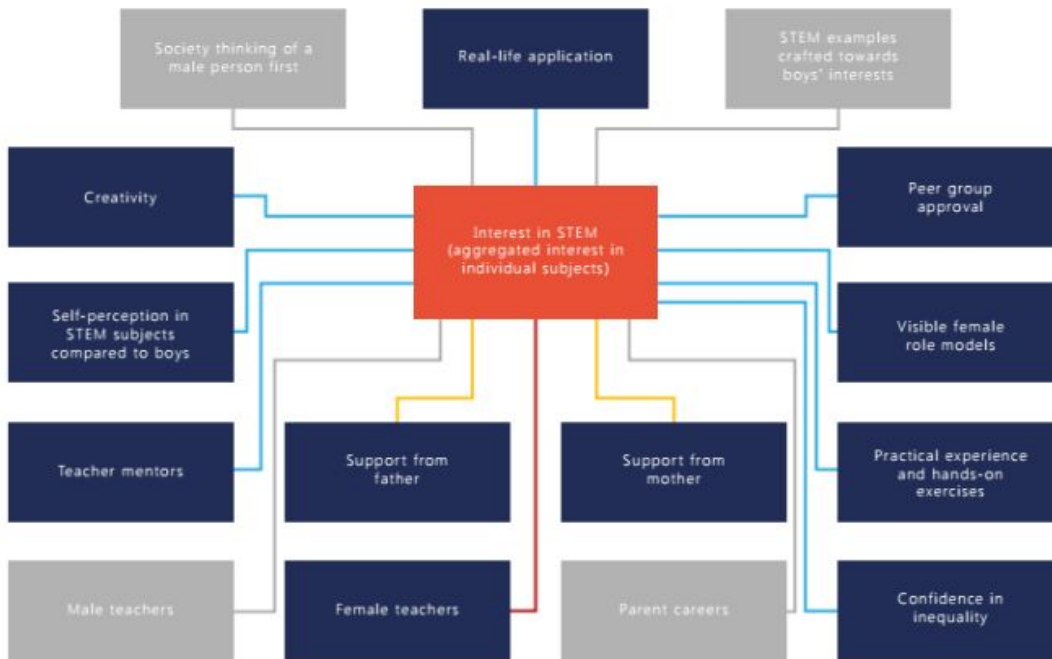 Society thinking of a
male person first
Real-life application
STEM examples
crafted towards
boys' interests
Creativity
Interest in STEM
(aggregated interest in
individual subjects)
Peer group
approval
Self-perception in
STEM subjects
compared to boys
Visible female
role models
Teacher mentors
Support from
father
Support from
mother
Practical experience
and hands-on
exercises
Male teachers
Female teachers
Parent careers
Confidence in
inequality